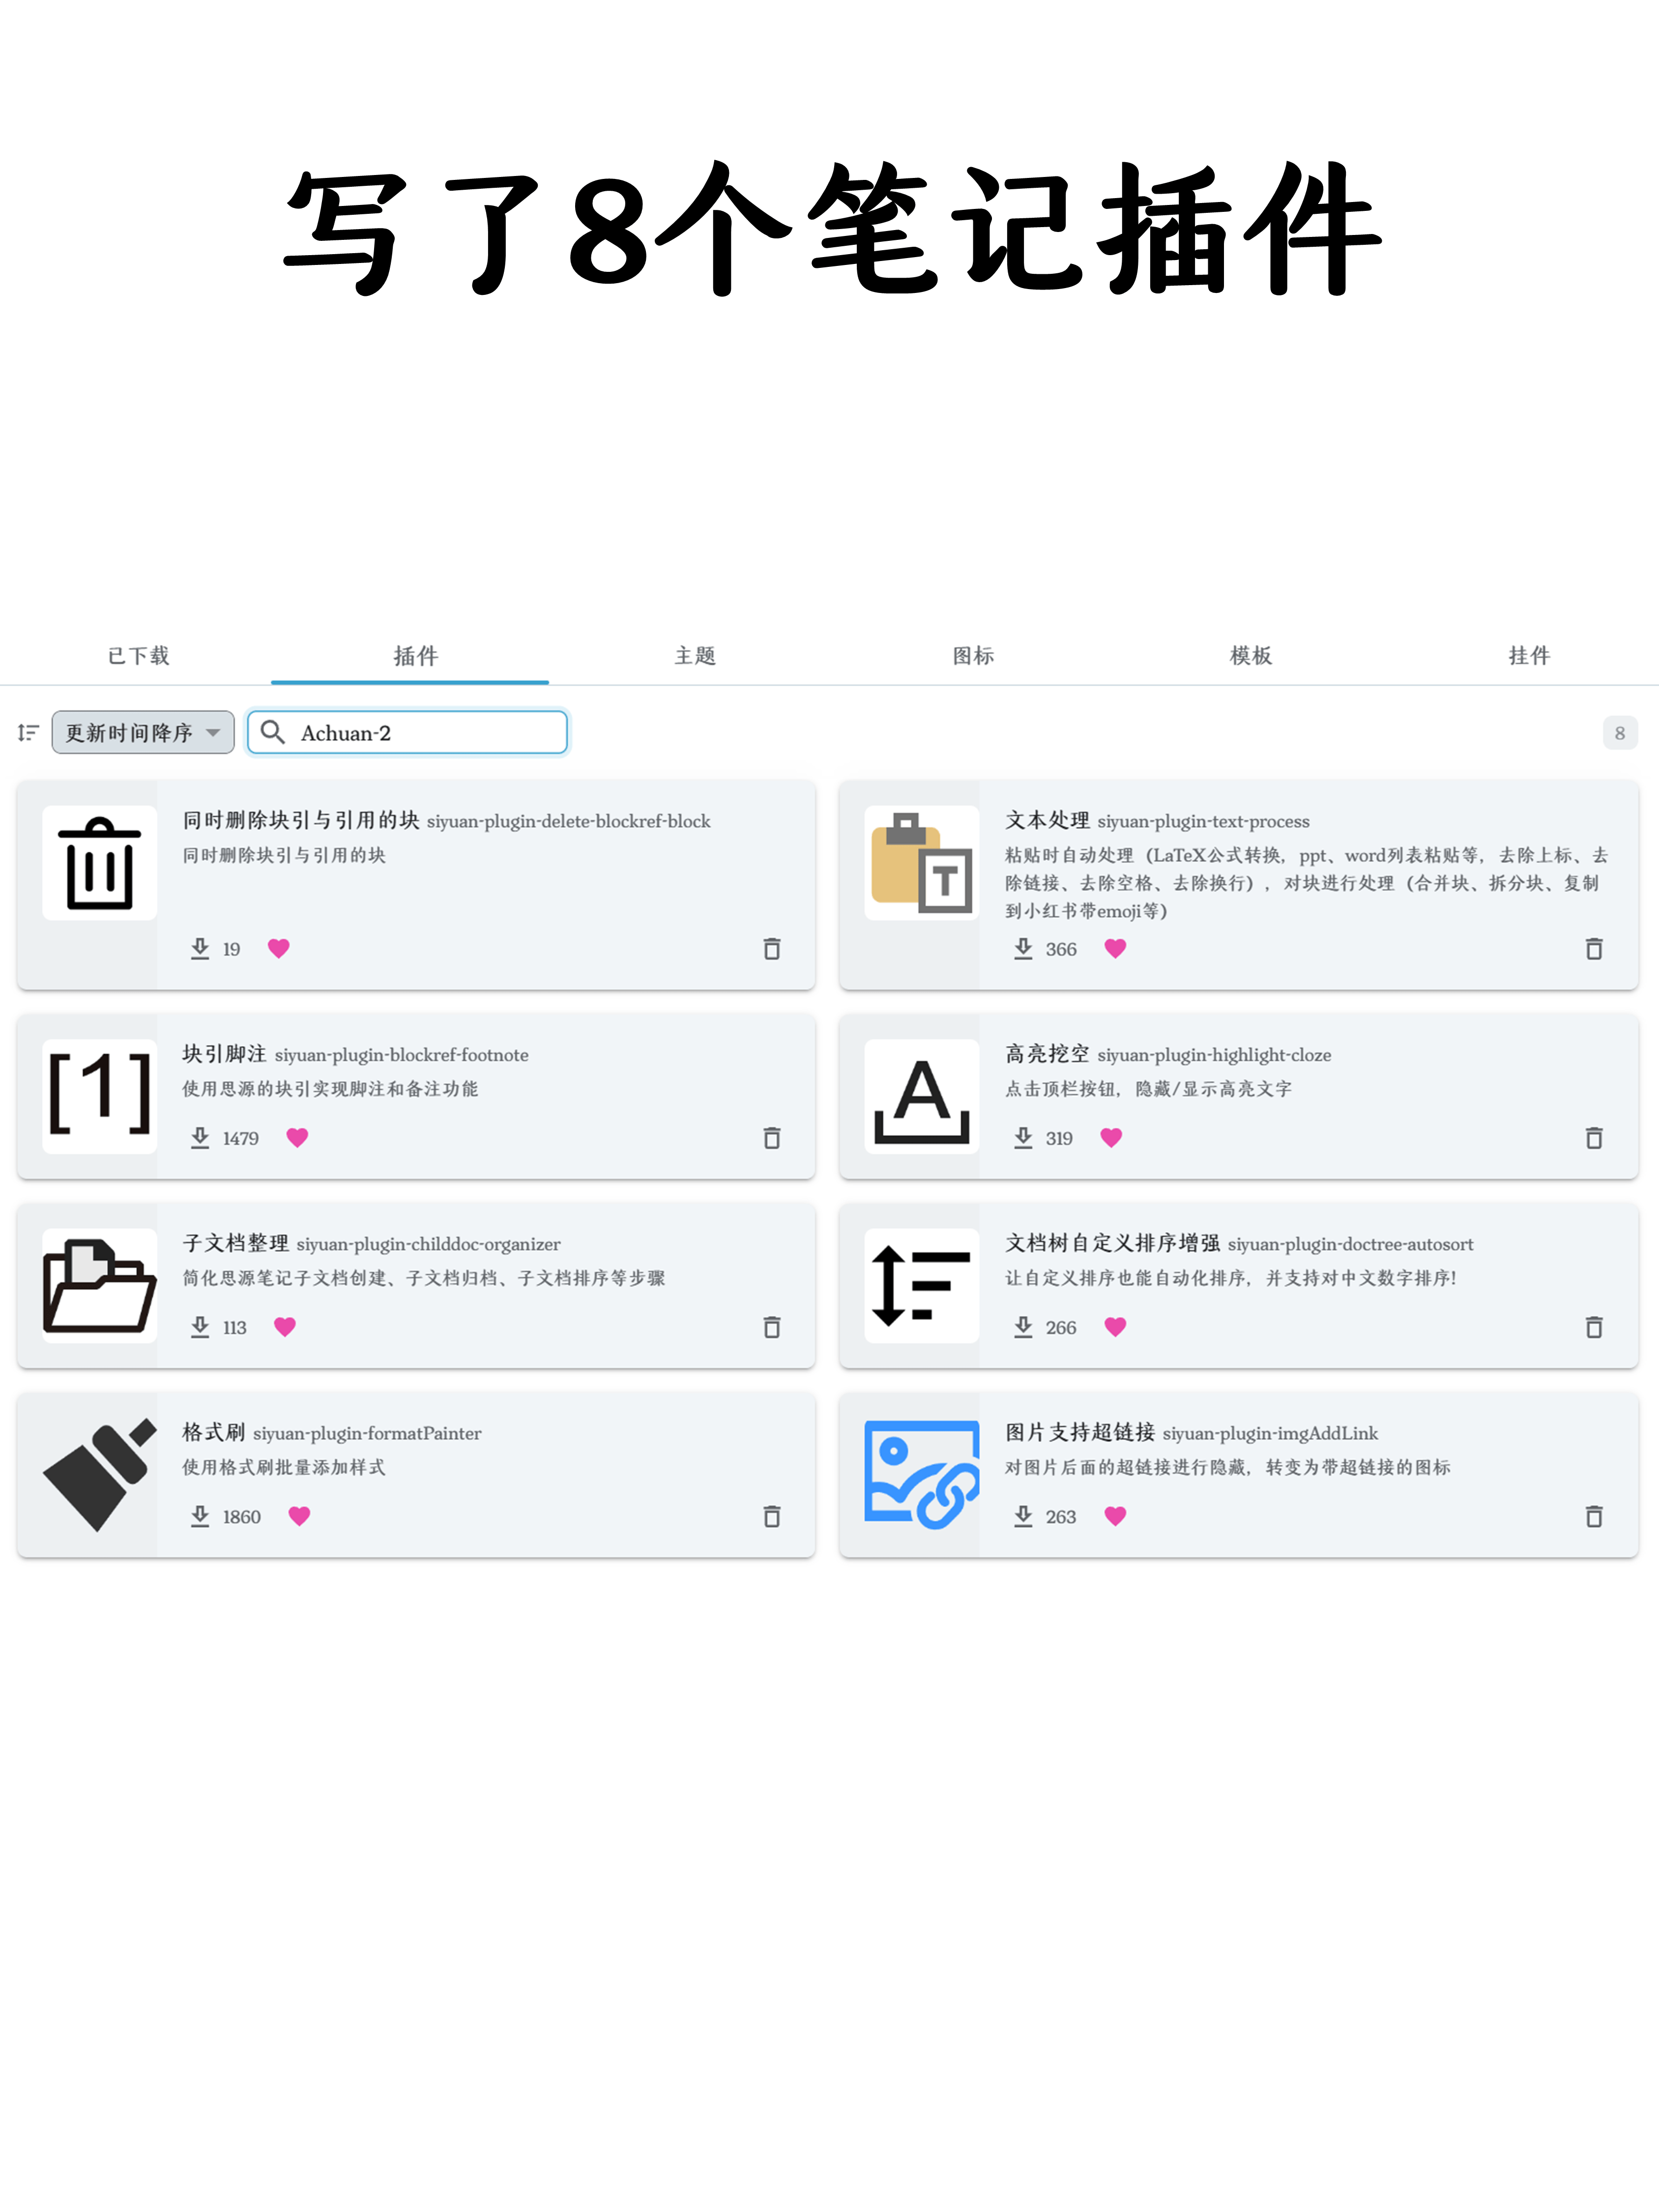 写了8个笔记插件
已下载 插件 主题 图标 模板 挂件
更新时间降序 Achuan-2 8
同时删除块引与引用的块 siyuan-plugin-delete-blockref-block
同时删除块引与引用的块
19
文本处理 siyuan-plugin-text-process
粘贴时自动处理（LaTeX公式转换，ppt、word列表粘贴等，去除上标、去
除链接、去除空格、去除换行），对块进行处理（合并块、拆分块、复制
到小红书带emoji等）
T
366
[1]
块引脚注 siyuan-plugin-blockref-footnote
使用思源的块引实现脚注和备注功能
1479
A
高亮挖空 siyuan-plugin-highlight-cloze
点击顶栏按钮，隐藏/显示高亮文字
319
子文档整理 siyuan-plugin-childdoc-organizer
简化思源笔记子文档创建、子文档归档、子文档排序等步骤
113
文档树自定义排序增强 siyuan-plugin-doctree-autosort
让自定义排序也能自动化排序，并支持对中文数字排序！
266
格式刷 siyuan-plugin-formatPainter
使用格式刷批量添加样式
1860
图片支持超链接 siyuan-plugin-imgAddLink
对图片后面的超链接进行隐藏，转变为带超链接的图标
263